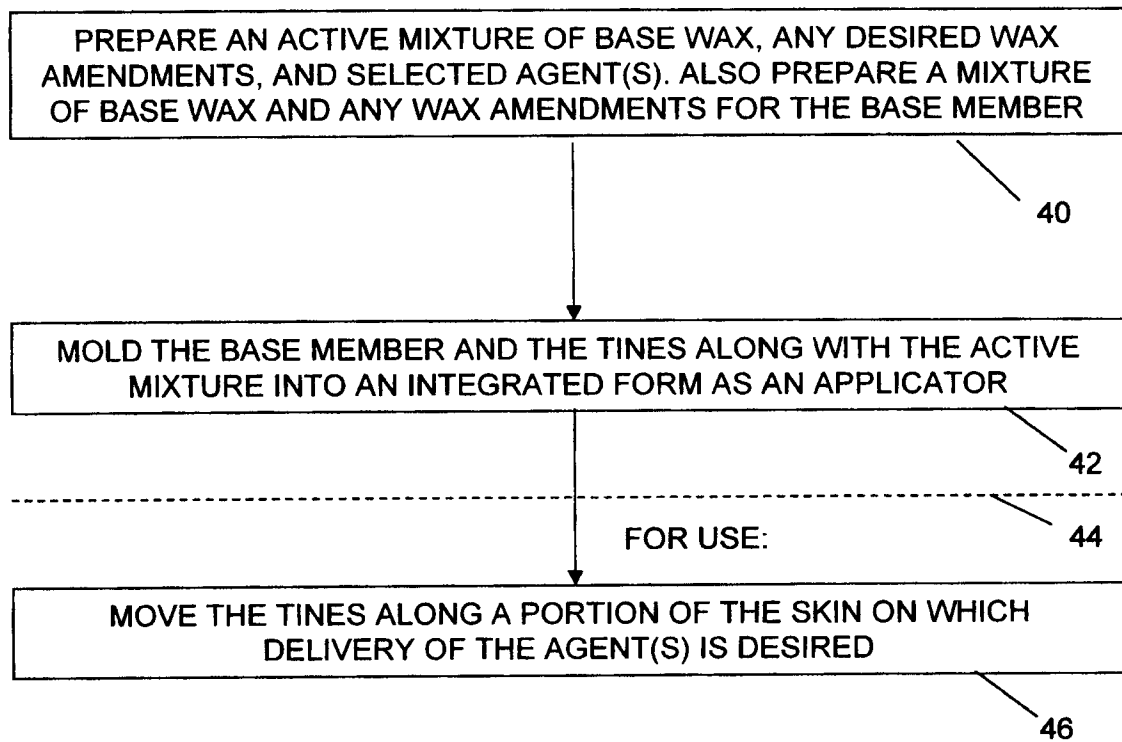 PREPARE AN ACTIVE MIXTURE OF BASE WAX, ANY DESIRED WAX
AMENDMENTS, AND SELECTED AGENT(S). ALSO PREPARE A MIXTURE
OF BASE WAX AND ANY WAX AMENDMENTS FOR THE BASE MEMBER
40
MOLD THE BASE MEMBER AND THE TINES ALONG WITH THE ACTIVE
MIXTURE INTO AN INTEGRATED FORM AS AN APPLICATOR
42
44
FOR USE:
MOVE THE TINES ALONG A PORTION OF THE SKIN ON WHICH
DELIVERY OF THE AGENT(S) IS DESIRED
46